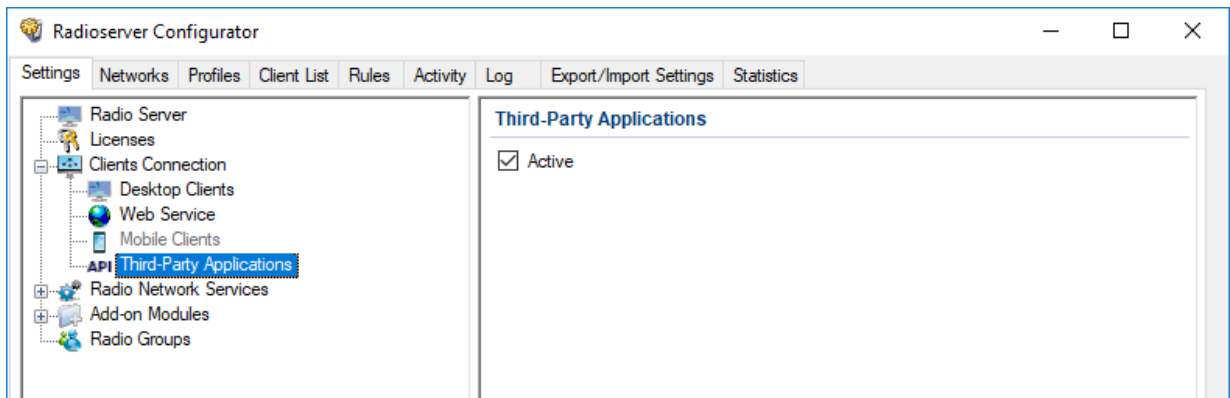 Radioserver Configurator
Settings Networks Profiles Client List Rules Activity Log Export/Import Settings Statistics
Radio Server
Licenses
Clients Connection
Desktop Clients
Web Service
Mobile Clients
API Third-Party Applications
Radio Network Services
Add-on Modules
Radio Groups
Third-Party Applications
Active